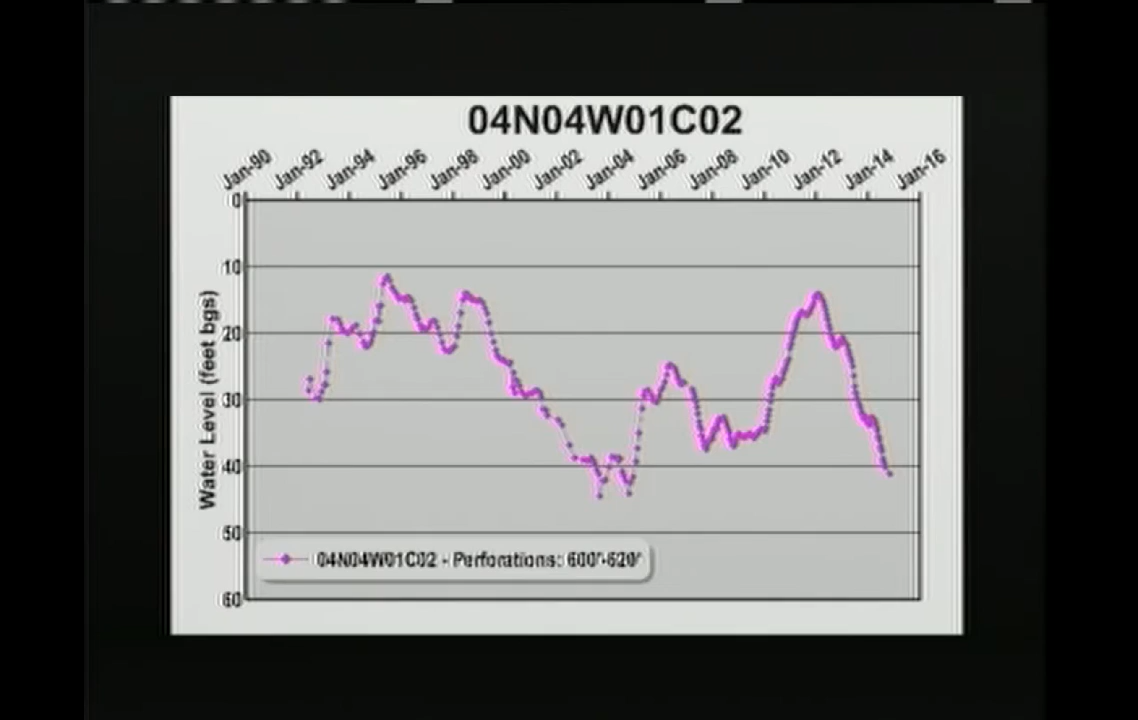 04N04W01C02
Jan-90 Jan-92 Jan-94 Jan-96 Jan-98 Jan-00 Jan-02 Jan-04 Jan-06 Jan-08 Jan-10 Jan-12 Jan-14 Jan-16
0
10
20
30
40
50
60
Water Level (feet bgs)
04N04W01C02 - Perforations: 600'-620'